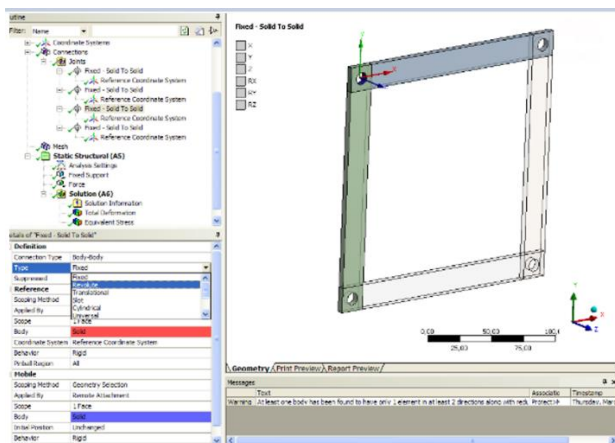 utline
Filter: Name
Coordinate Systems
Connections
Joints
Fixed - Solid To Solid
Reference Coordinate System
Fixed - Solid To Solid
Reference Coordinate System
Fixed - Solid To Solid
Reference Coordinate System
Fixed - Solid To Solid
Reference Coordinate System
Mesh
Static Structural (A5)
Analysis Settings
Fixed Support
Force
Solution (A6)
Solution Information
Total Deformation
Equivalent Stress
etails of "Fixed - Solid To Solid"
Definition
Connection Type Body-Body
Type Fixed
Suppressed Fixed
Revolute
Reference Translational
Scoping Method Slot
Applied By Cylindrical
Scope Universal
1 Face
Body Solid
Coordinate System Reference Coordinate System
Behavior Rigid
Pinball Region All
Mobile
Scoping Method Geometry Selection
Applied By Remote Attachment
Scope 1 Face
Body Solid
Initial Position Unchanged
Behavior Rigid
Fixed - Solid To Solid
X
Y
Z
RX
RY
RZ
Y
X
0,00 50,00 100,
25,00 75,00
Y
X
Z
Geometry Print Preview Report Preview
Messages
Text Associatic Timestamp
Warning At least one body has been found to have only 1 element in at least 2 directions along with redu Project> Thursday, Mar